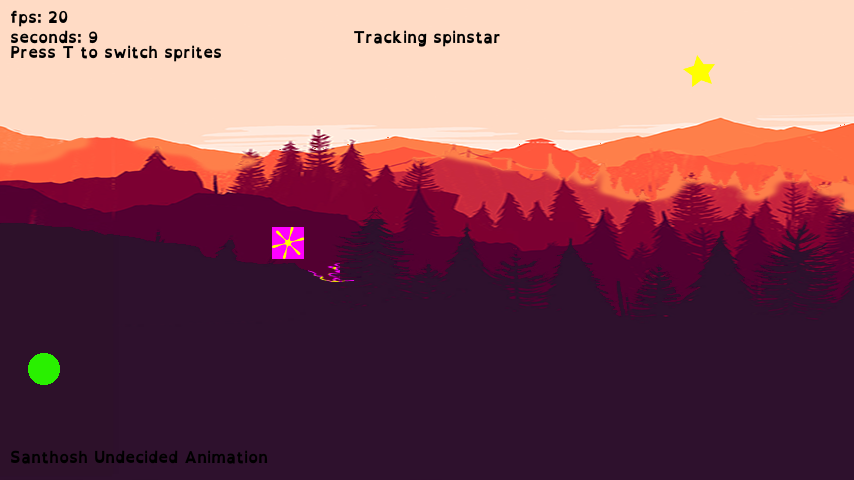 fps: 20
seconds: 9
Press T to switch sprites
Tracking spinstar
Santhosh Undecided Animation